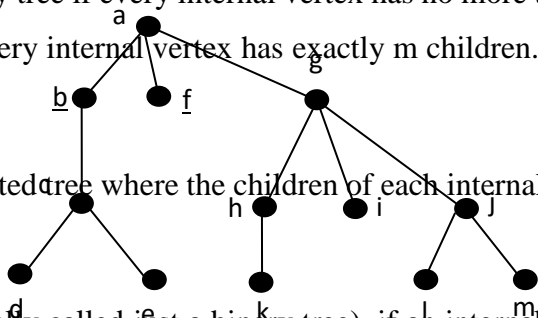 y tree if every internal vertex has no more
a
ery internal vertex has exactly m children.
g
b f
ted tree where the children of each internal
c
h i j
d e k l m
called just a binary tree), if an internal